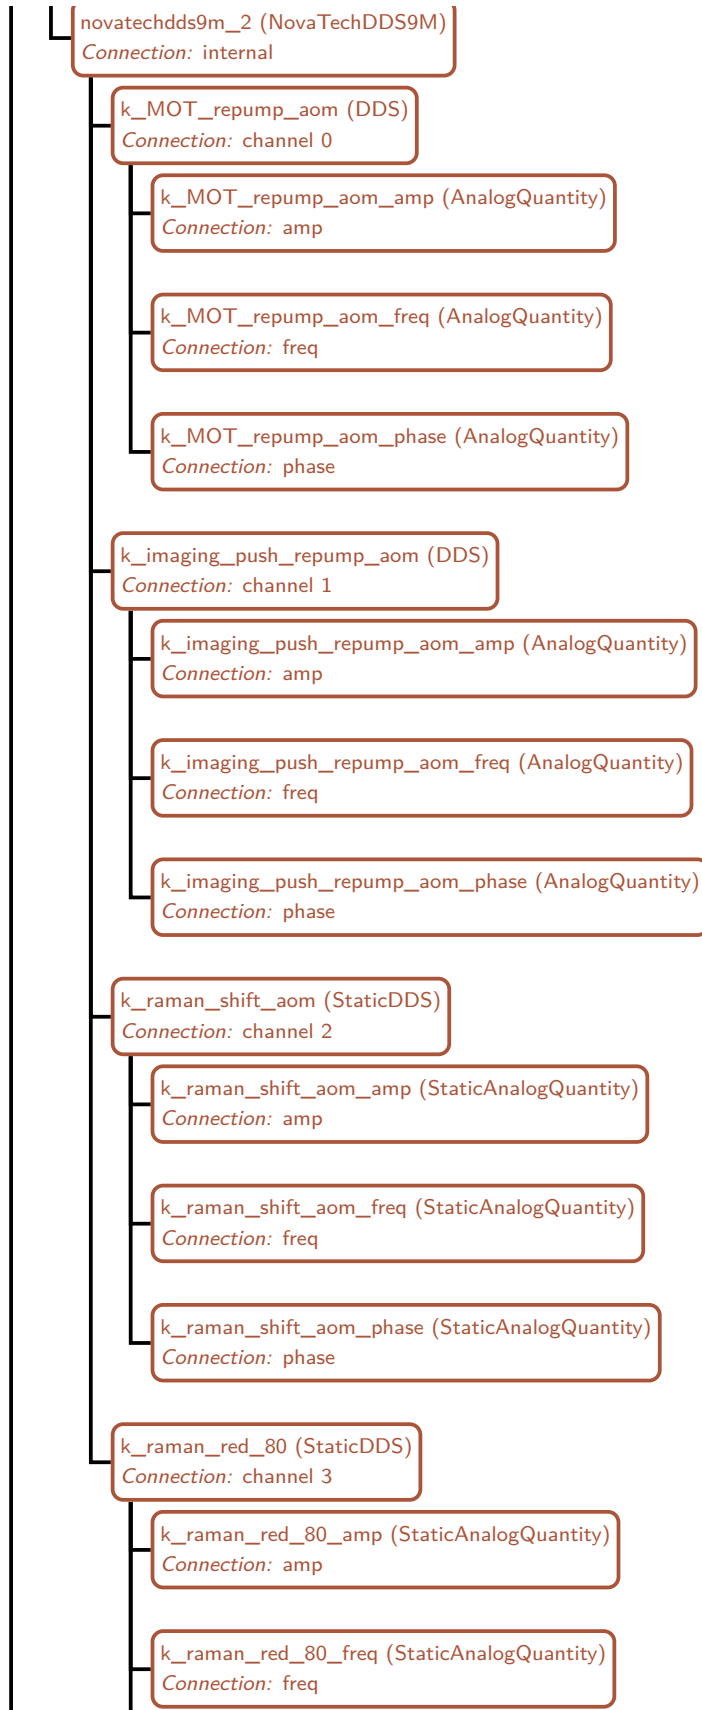 novatechdds9m_2 (NovaTechDDS9M)
Connection: internal
k_MOT_repump_aom (DDS)
Connection: channel 0
k_MOT_repump_aom_amp (AnalogQuantity)
Connection: amp
k_MOT_repump_aom_freq (AnalogQuantity)
Connection: freq
k_MOT_repump_aom_phase (AnalogQuantity)
Connection: phase
k_imaging_push_repump_aom (DDS)
Connection: channel 1
k_imaging_push_repump_aom_amp (AnalogQuantity)
Connection: amp
k_imaging_push_repump_aom_freq (AnalogQuantity)
Connection: freq
k_imaging_push_repump_aom_phase (AnalogQuantity)
Connection: phase
k_raman_shift_aom (StaticDDS)
Connection: channel 2
k_raman_shift_aom_amp (StaticAnalogQuantity)
Connection: amp
k_raman_shift_aom_freq (StaticAnalogQuantity)
Connection: freq
k_raman_shift_aom_phase (StaticAnalogQuantity)
Connection: phase
k_raman_red_80 (StaticDDS)
Connection: channel 3
k_raman_red_80_amp (StaticAnalogQuantity)
Connection: amp
k_raman_red_80_freq (StaticAnalogQuantity)
Connection: freq